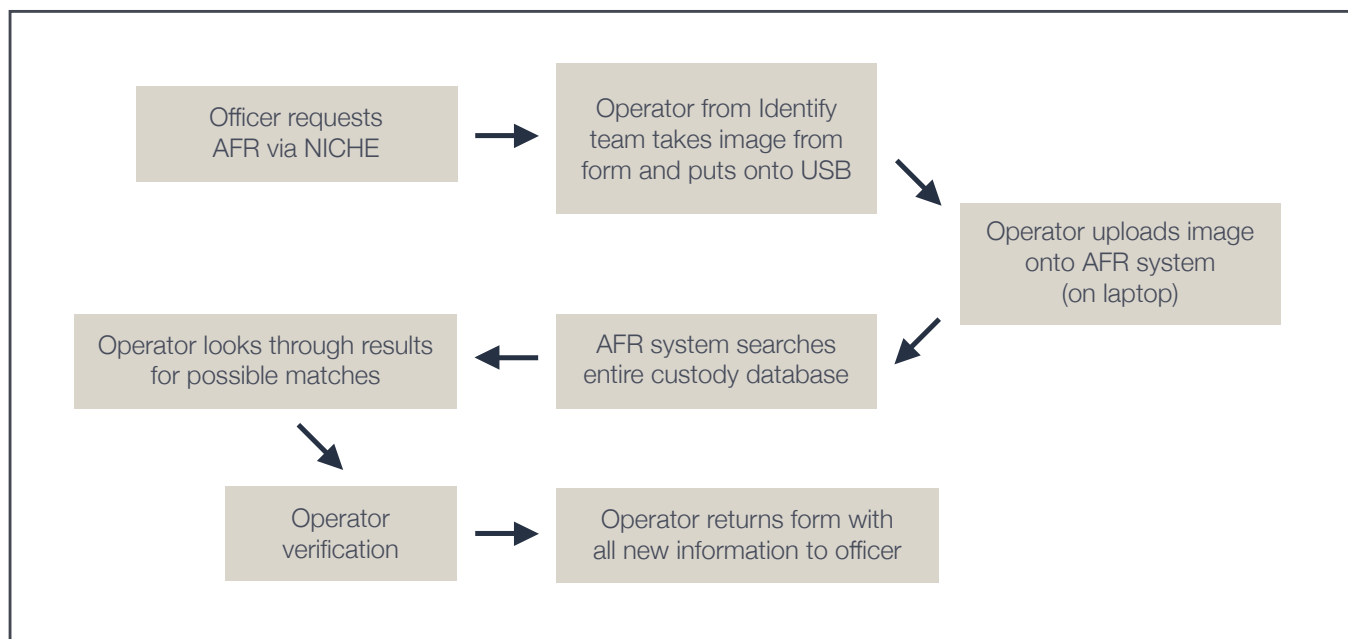 Officer requests
AFR via NICHE
Operator from Identify
team takes image from
form and puts onto USB
Operator uploads image
onto AFR system
(on laptop)
AFR system searches
entire custody database
Operator looks through results
for possible matches
Operator
verification
Operator returns form with
all new information to officer